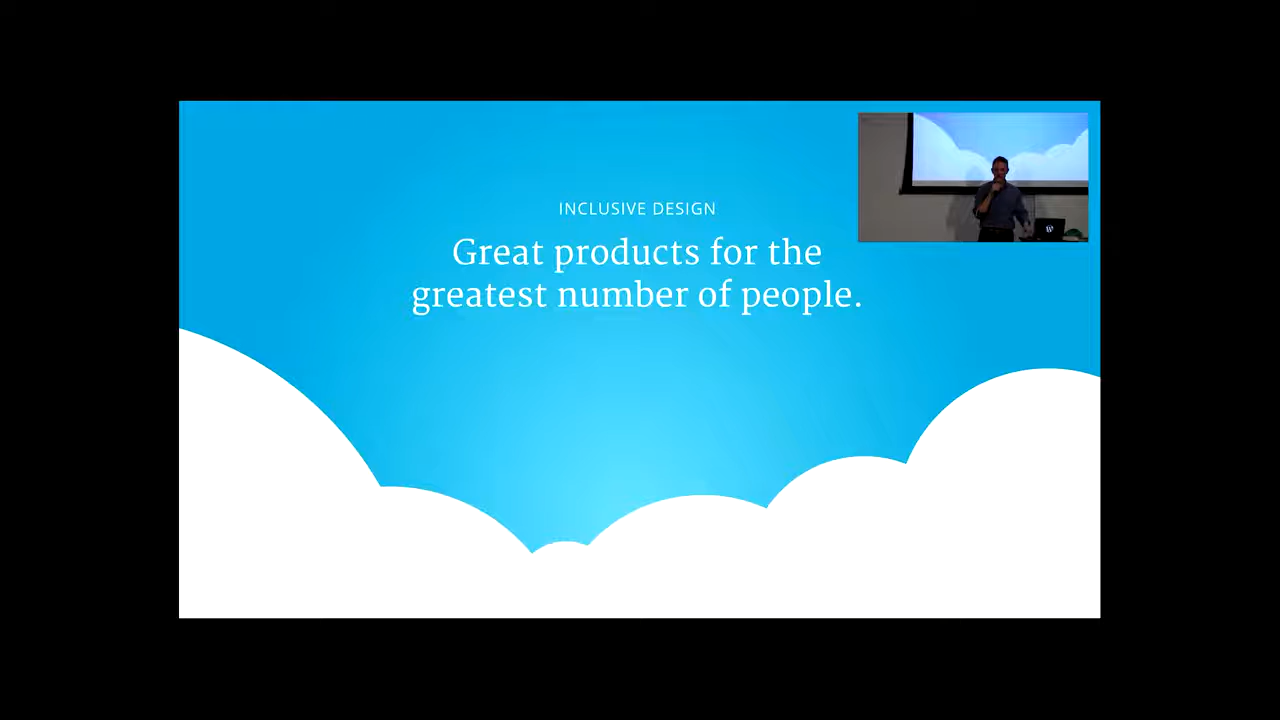 INCLUSIVE DESIGN
Great products for the
greatest number of people.